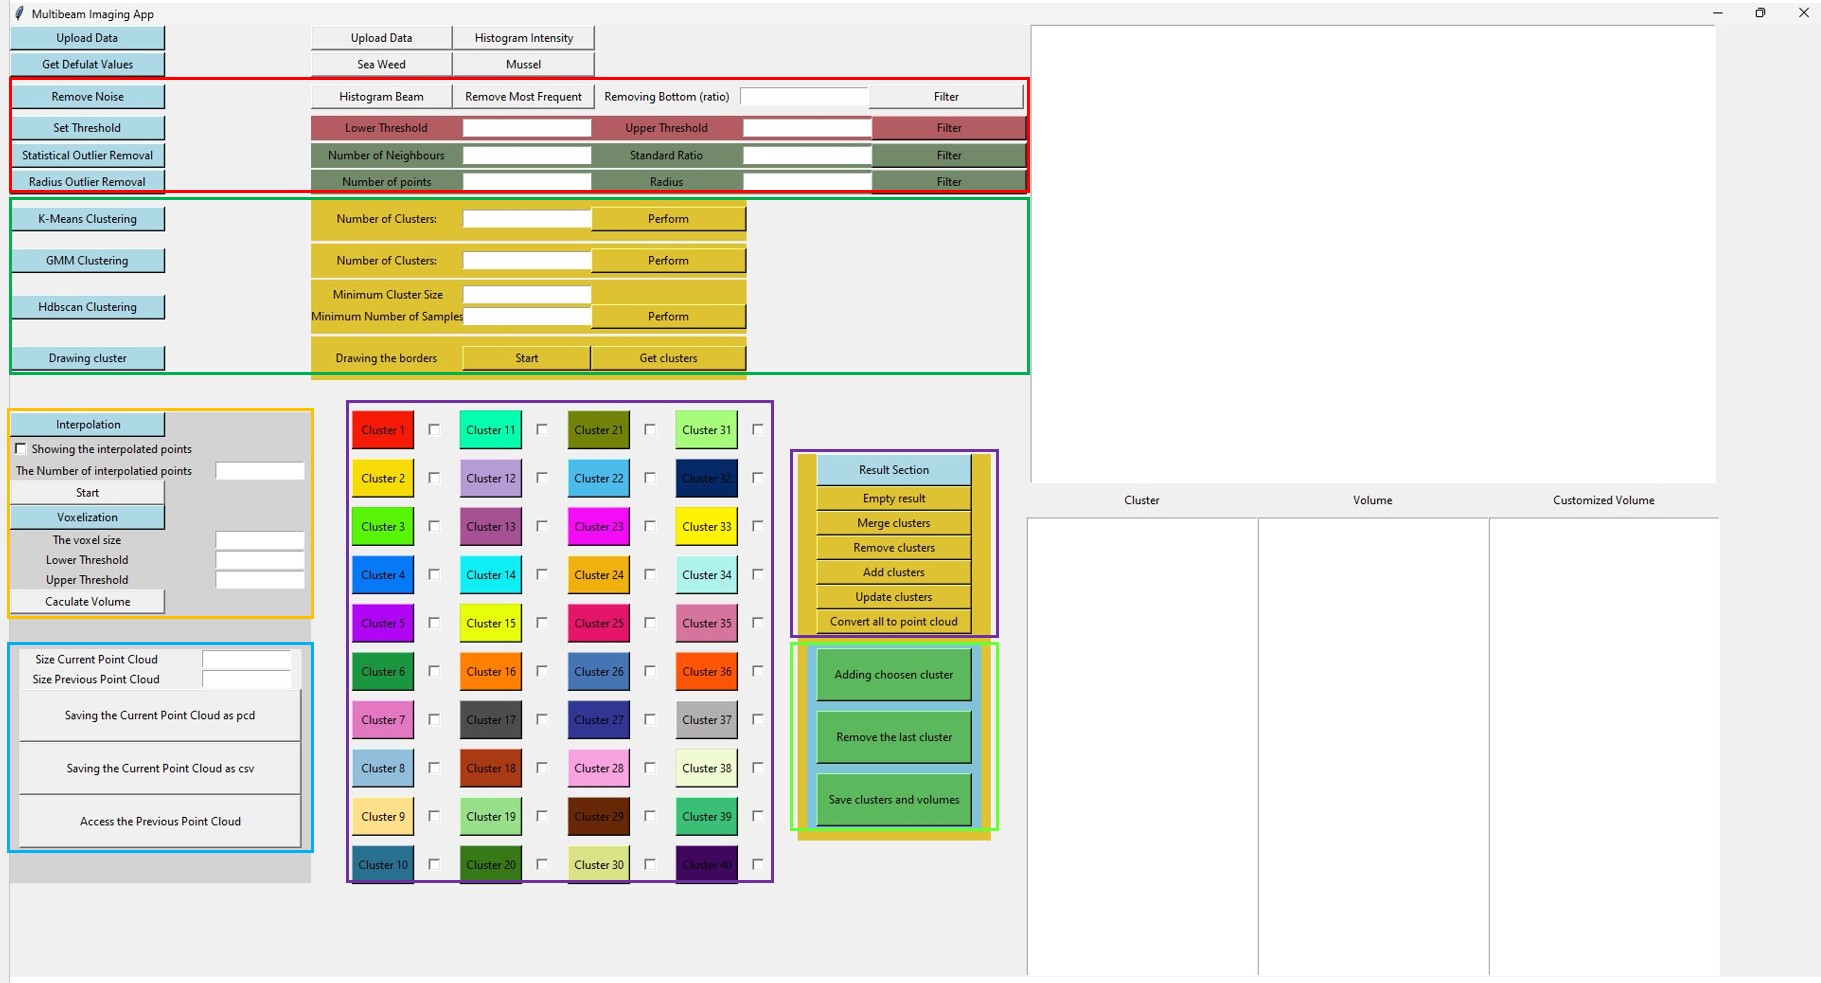 Multibeam Imaging App
Upload Data Upload Data Histogram Intensity
Get Defulat Values Sea Weed Mussel
Remove Noise Histogram Beam Remove Most Frequent Removing Bottom (ratio) Filter
Set Threshold Lower Threshold Upper Threshold Filter
Statistical Outlier Removal Number of Neighbours Standard Ratio Filter
Radius Outlier Removal Number of points Radius Filter
K-Means Clustering Number of Clusters: Perform
GMM Clustering Number of Clusters: Perform
Minimum Cluster Size
Hdbscan Clustering
Minimum Number of Samples Perform
Drawing cluster Drawing the borders Start Get clusters
Interpolation
Showing the interpolated points
The Number of interpolatied points
Start
Voxelization
The voxel size
Lower Threshold
Upper Threshold
Caculate Volume
Size Current Point Cloud
Size Previous Point Cloud
Saving the Current Point Cloud as pcd
Saving the Current Point Cloud as csv
Access the Previous Point Cloud
Cluster 1 Cluster 11 Cluster 21 Cluster 31
Cluster 2 Cluster 12 Cluster 22 Cluster 32
Cluster 3 Cluster 13 Cluster 23 Cluster 33
Cluster 4 Cluster 14 Cluster 24 Cluster 34
Cluster 5 Cluster 15 Cluster 25 Cluster 35
Cluster 6 Cluster 16 Cluster 26 Cluster 36
Cluster 7 Cluster 17 Cluster 27 Cluster 37
Cluster 8 Cluster 18 Cluster 28 Cluster 38
Cluster 9 Cluster 19 Cluster 29 Cluster 39
Cluster 10 Cluster 20 Cluster 30 Cluster 40
Result Section
Empty result
Merge clusters
Remove clusters
Add clusters
Update clusters
Convert all to point cloud
Adding choosen cluster
Remove the last cluster
Save clusters and volumes
Cluster Volume Customized Volume